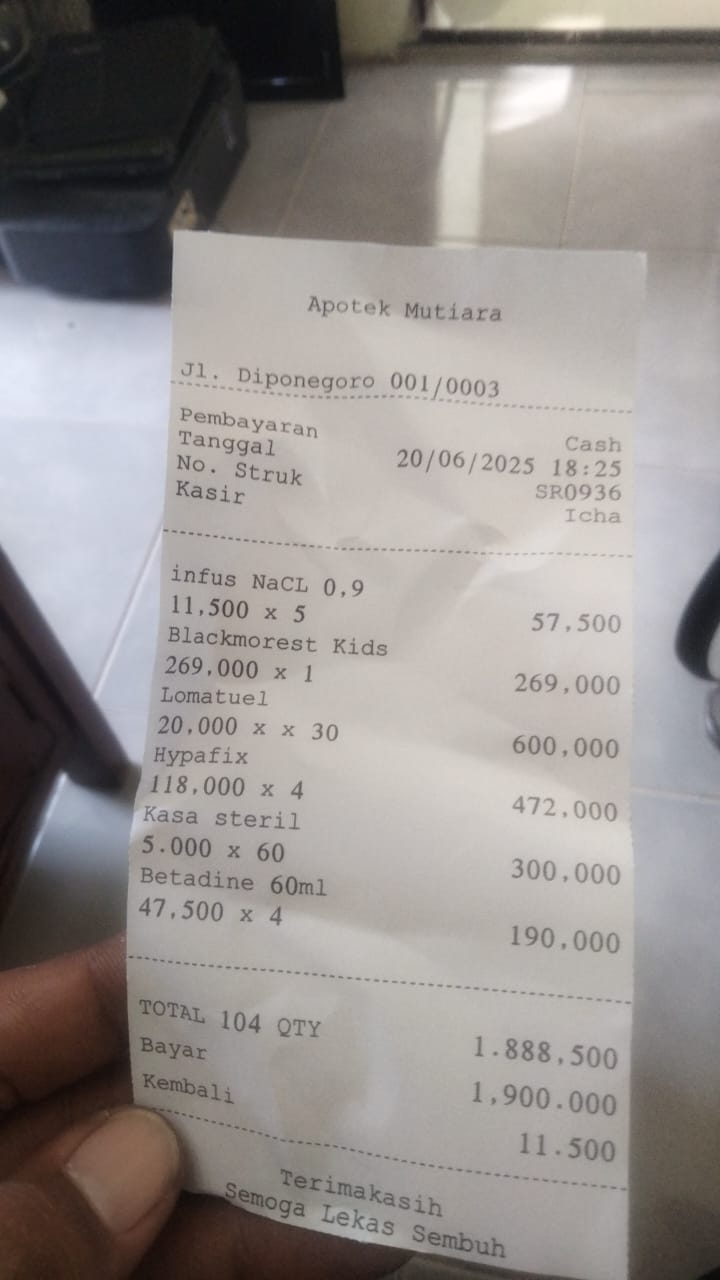 Apotek Mutiara
Jl. Diponegoro 001/0003
Pembayaran Cash
Tanggal 20/06/2025 18:25
No. Struk SR0936
Kasir Icha
infus NaCL 0,9
11,500 x 5 57,500
Blackmorest Kids
269,000 x 1 269,000
Lomatuel
20,000 x x 30 600,000
Hypafix
118,000 x 4 472,000
Kasa steril
5.000 x 60 300,000
Betadine 60ml
47,500 x 4 190,000
TOTAL 104 QTY 1.888,500
Bayar 1,900.000
Kembali 11.500
Terimakasih
Semoga Lekas Sembuh